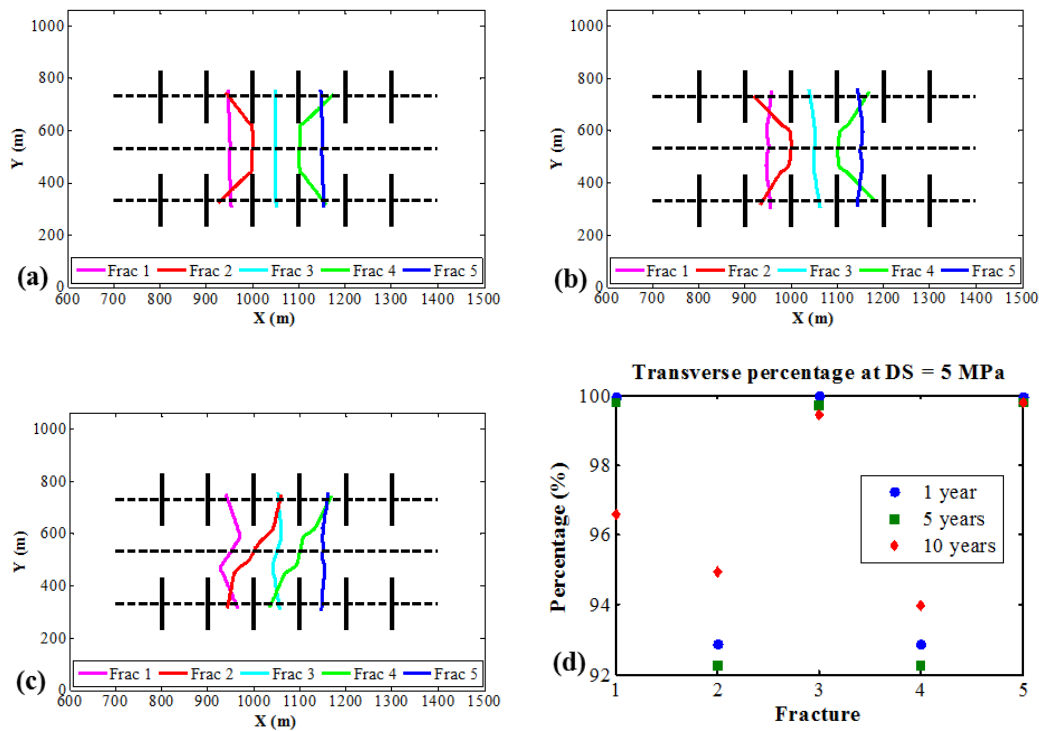 1000
800
600
400
200
0
Y (m)
(a)
Frac 1 Frac 2 Frac 3 Frac 4 Frac 5
600 700 800 900 1000 1100 1200 1300 1400 1500
X (m)
1000
800
600
400
200
0
Y (m)
(b)
Frac 1 Frac 2 Frac 3 Frac 4 Frac 5
600 700 800 900 1000 1100 1200 1300 1400 1500
X (m)
1000
800
600
400
200
0
Y (m)
(c)
Frac 1 Frac 2 Frac 3 Frac 4 Frac 5
600 700 800 900 1000 1100 1200 1300 1400 1500
X (m)
Transverse percentage at DS = 5 MPa
100
98
96
94
92
Percentage (%)
1 year
5 years
10 years
(d)
1 2 3 4 5
Fracture